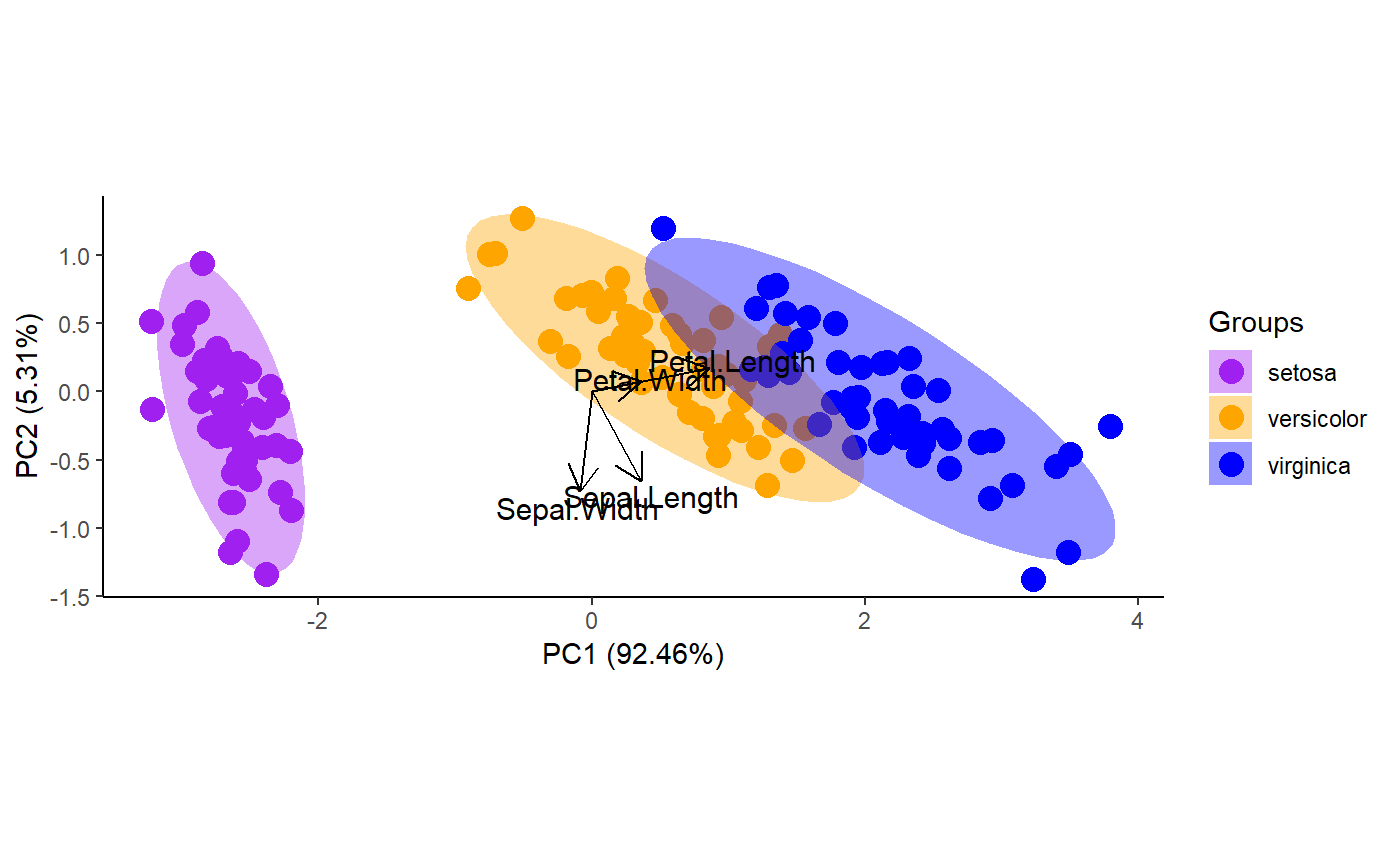 PC2 (5.31%)
1.0
0.5
0.0
-0.5
-1.0
-1.5
Petal.Length
Petal.Width
Sepal.Length
Sepal.Width
-2
0
2
4
PC1 (92.46%)
Groups
setosa
versicolor
virginica